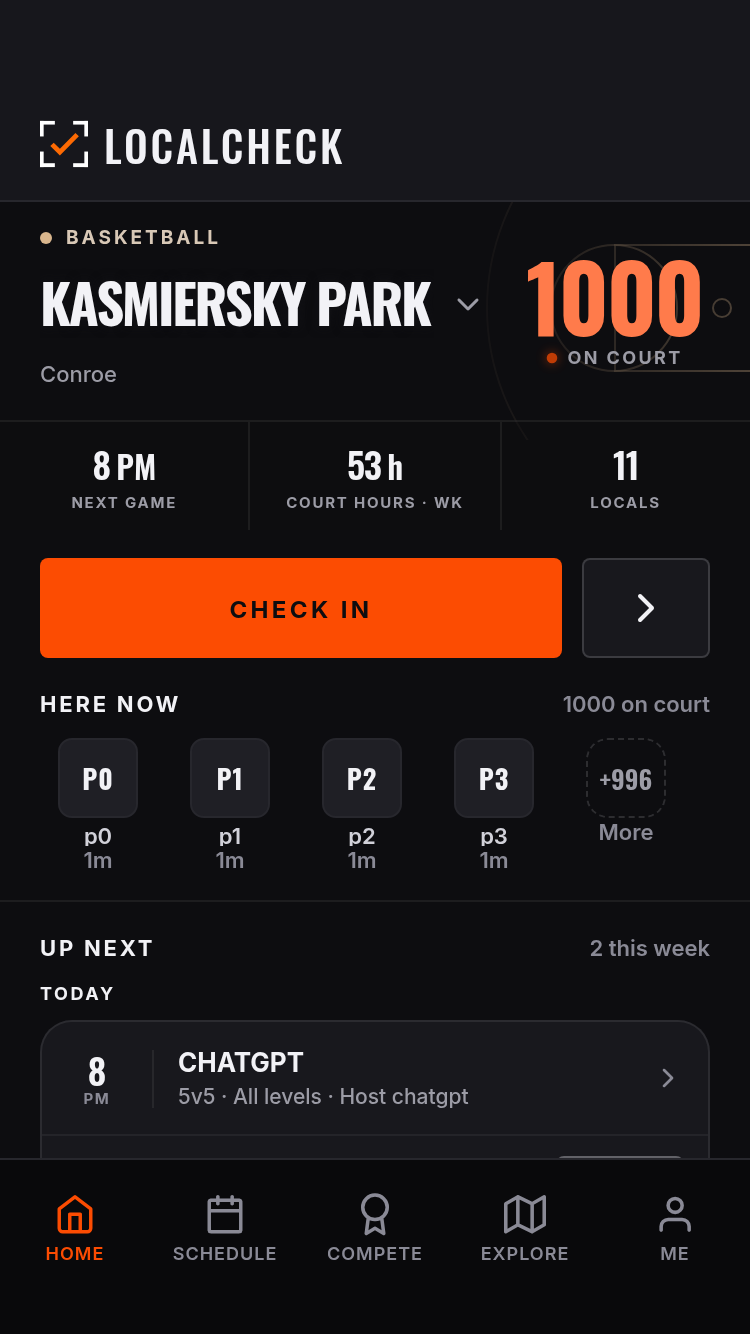 LOCALCHECK
BASKETBALL
KASMIERSKY PARK
1000
ON COURT
Conroe
8 PM
NEXT GAME
53 h
COURT HOURS · WK
11
LOCALS
CHECK IN
HERE NOW
1000 on court
P0
P1
P2
P3
+996
p0
p1
p2
p3
More
1m
1m
1m
1m
UP NEXT
2 this week
TODAY
8
PM
CHATGPT
5v5 · All levels · Host chatgpt
HOME
SCHEDULE
COMPETE
EXPLORE
ME